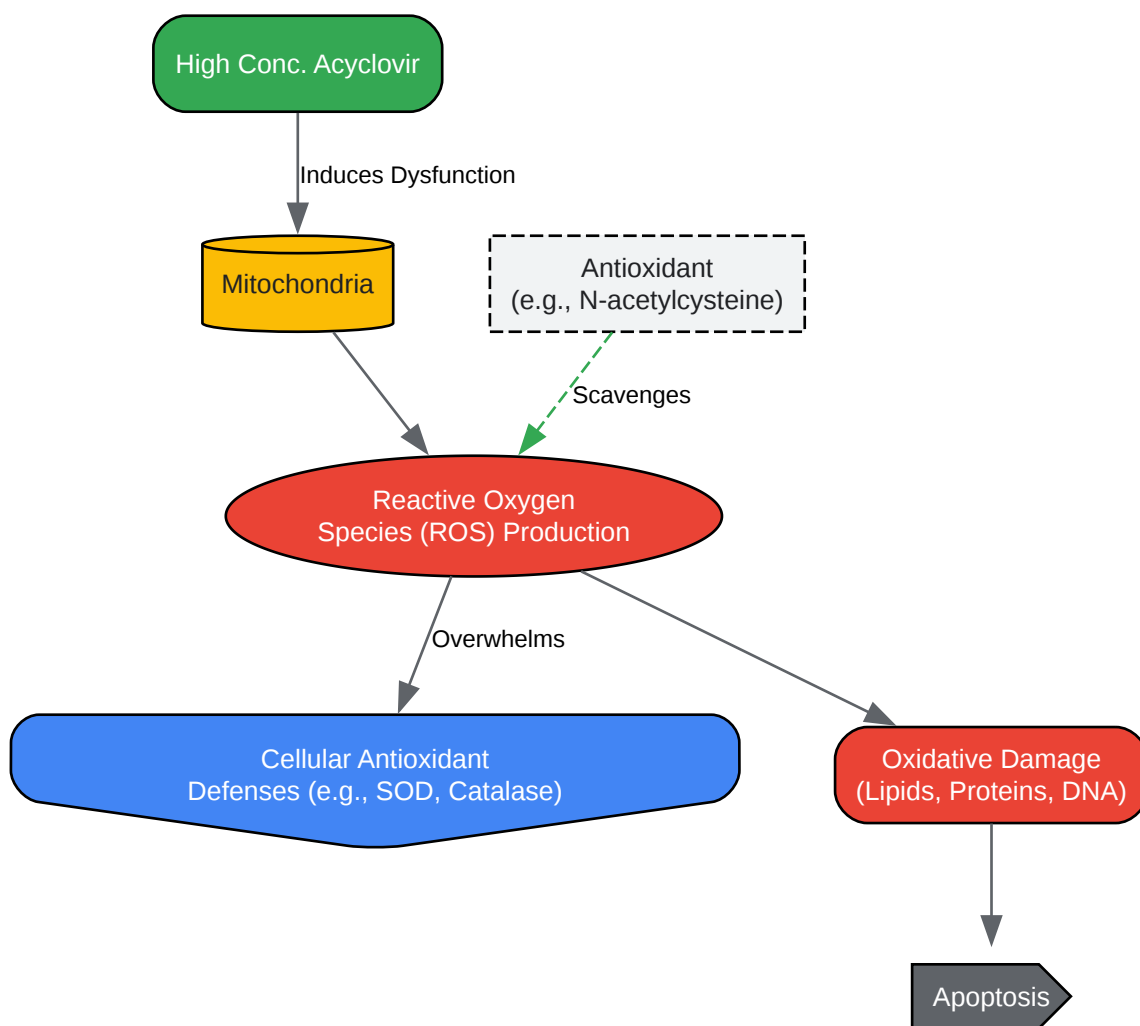 High Conc. Acyclovir
Induces Dysfunction
Mitochondria
Antioxidant
(e.g., N-acetylcysteine)
Scavenges
Reactive Oxygen
Species (ROS) Production
Overwhelms
Cellular Antioxidant
Defenses (e.g., SOD, Catalase)
Oxidative Damage
(Lipids, Proteins, DNA)
Apoptosis